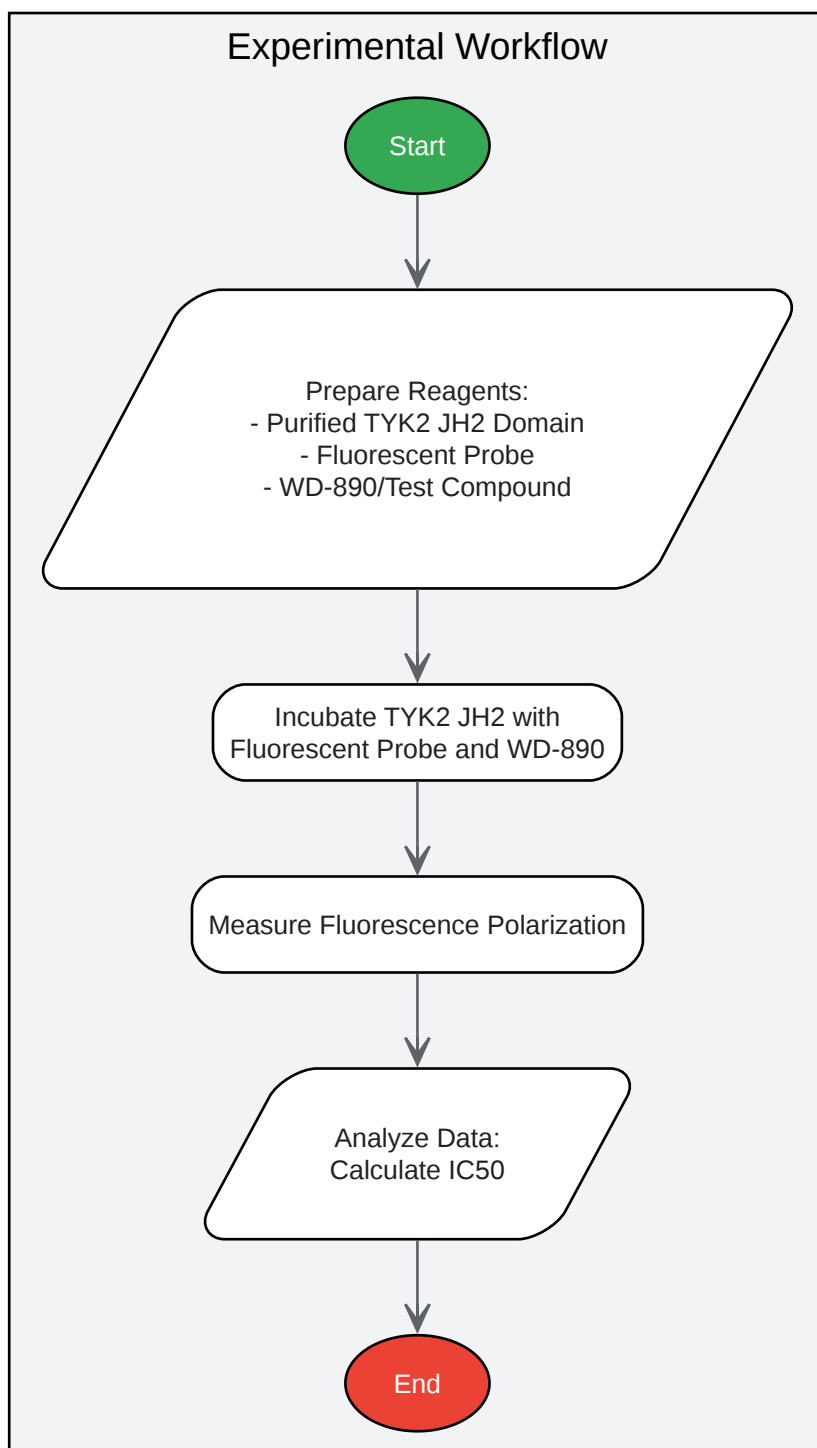 Experimental Workflow
Start
Prepare Reagents:
- Purified TYK2 JH2 Domain
- Fluorescent Probe
- WD-890/Test Compound
Incubate TYK2 JH2 with
Fluorescent Probe and WD-890
Measure Fluorescence Polarization
Analyze Data:
Calculate IC50
End